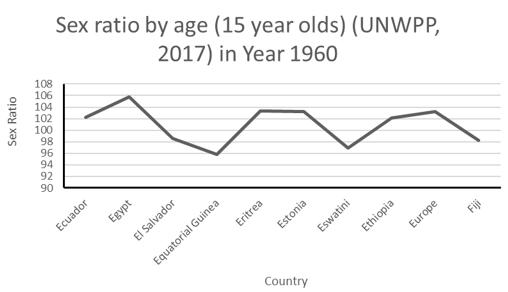 Sex ratio by age (15 year olds) (UNWPP,
2017) in Year 1960
Sex Ratio
108
106
104
102
100
98
96
94
92
90
Ecuador
Egypt
El Salvador
Equatorial Guinea
Eritrea
Estonia
Eswatini
Ethiopia
Europe
Fiji
Country